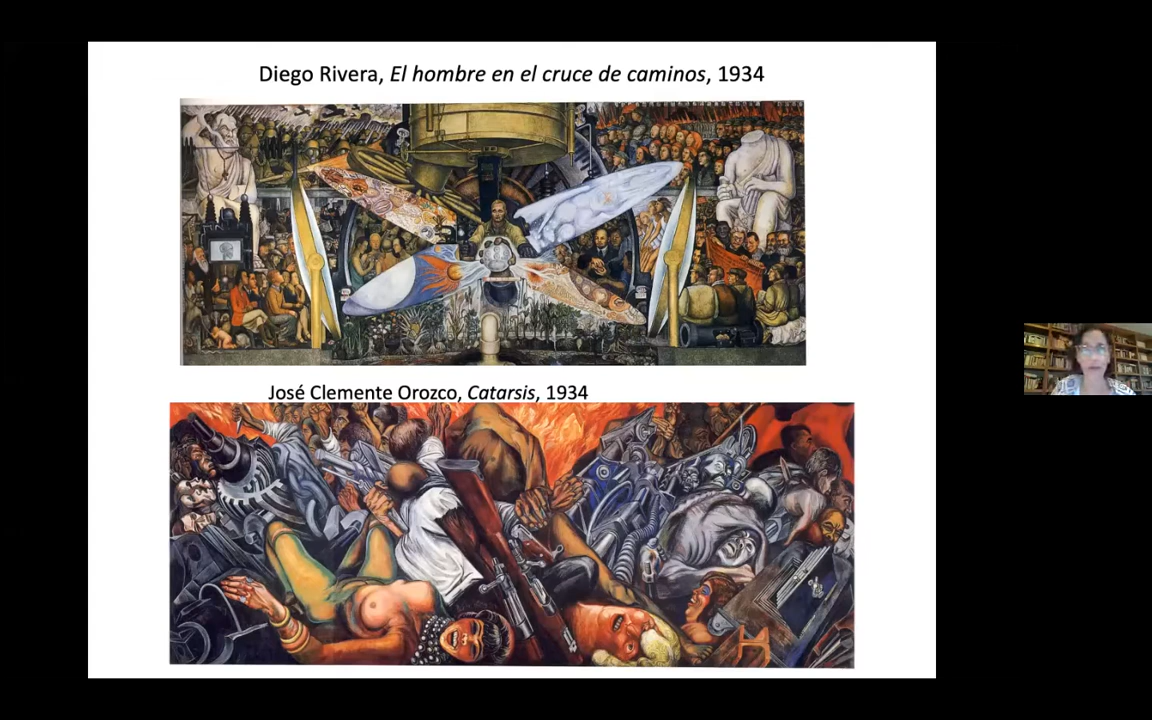 Diego Rivera, El hombre en el cruce de caminos, 1934
José Clemente Orozco, Catarsis, 1934